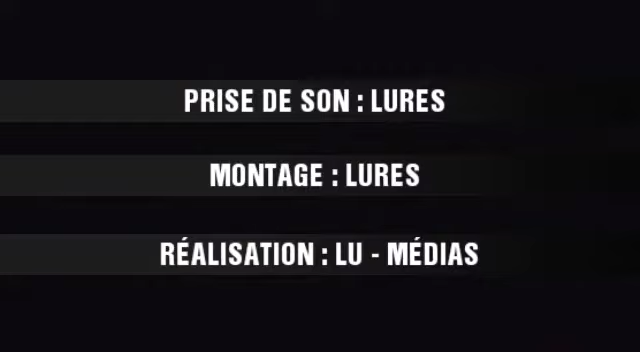 PRISE DE SON : LURES
MONTAGE : LURES
RÉALISATION : LU - MÉDIAS